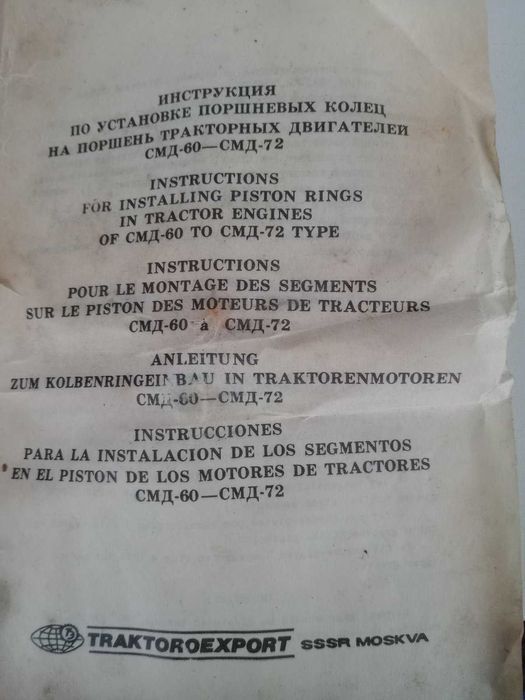 ИНСТРУКЦИЯ
ПО УСТАНОВКЕ ПОРШНЕВЫХ КОЛЕЦ
НА ПОРШЕНЬ ТРАКТОРНЫХ ДВИГАТЕЛЕЙ
СМД-60—СМД-72
INSTRUCTIONS
FOR INSTALLING PISTON RINGS
IN TRACTOR ENGINES
OF СМД-60 TO СМД-72 TYPE
INSTRUCTIONS
POUR LE MONTAGE DES SEGMENTS
SUR LE PISTON DES MOTEURS DE TRACTEURS
СМД-60 à СМД-72
ANLEITUNG
ZUM KOLBENRINGEINBAU IN TRAKTORENMOTOREN
СМД-60—СМД-72
INSTRUCCIONES
PARA LA INSTALACION DE LOS SEGMENTOS
EN EL PISTON DE LOS MOTORES DE TRACTORES
СМД-60—СМД-72
TRAKTOROEXPORT SSSR MOSKVA